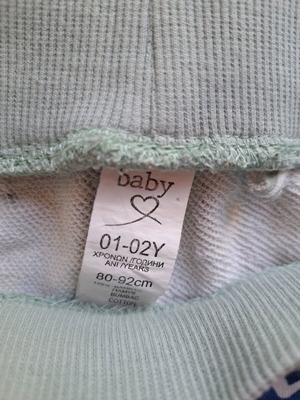 baby
01-02Y
ΧΡΟΝΩΝ/ГОДИНИ
ANI/YEARS
80-92cm
BUMBAC
COTTON